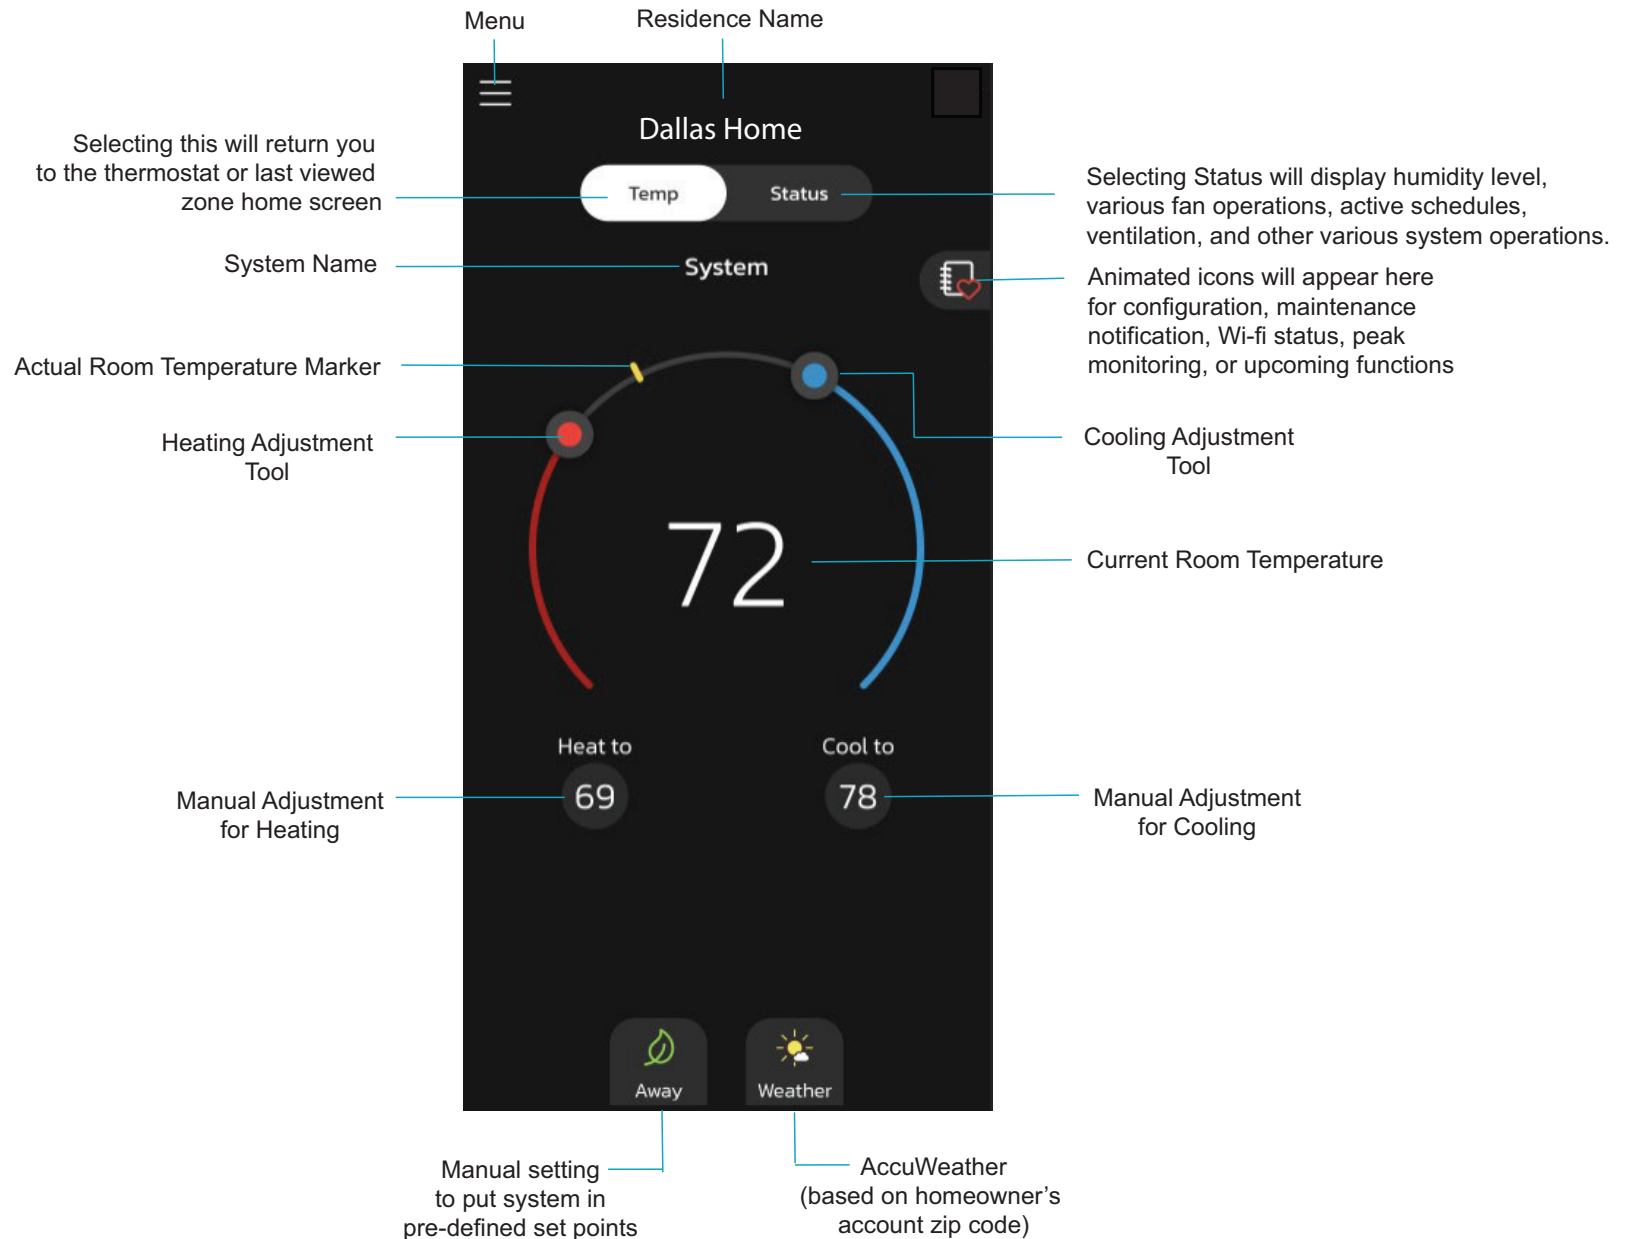 Menu
Residence Name
Dallas Home
Selecting this will return you
to the thermostat or last viewed
zone home screen
Temp
Status
Selecting Status will display humidity level,
various fan operations, active schedules,
ventilation, and other various system operations.
System Name
System
Animated icons will appear here
for configuration, maintenance
notification, Wi-fi status, peak
monitoring, or upcoming functions
Actual Room Temperature Marker
Heating Adjustment
Tool
Cooling Adjustment
Tool
72
Current Room Temperature
Heat to
69
Cool to
78
Manual Adjustment
for Heating
Manual Adjustment
for Cooling
Away
Weather
Manual setting
to put system in
pre-defined set points
AccuWeather
(based on homeowner’s
account zip code)